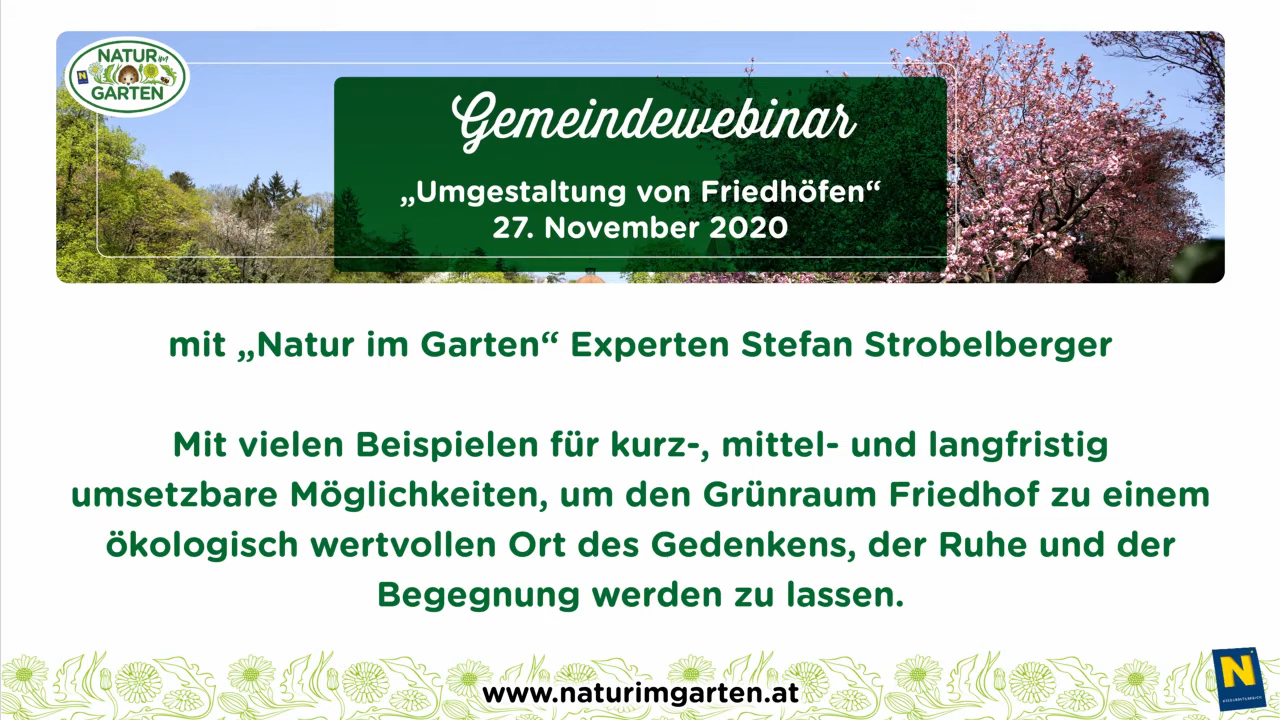 NATUR im
GARTEN
Gemeindewebinar
„Umgestaltung von Friedhöfen“
27. November 2020
mit „Natur im Garten“ Experten Stefan Strobelberger
Mit vielen Beispielen für kurz-, mittel- und langfristig
umsetzbare Möglichkeiten, um den Grünraum Friedhof zu einem
ökologisch wertvollen Ort des Gedenkens, der Ruhe und der
Begegnung werden zu lassen.
www.naturimgarten.at
N